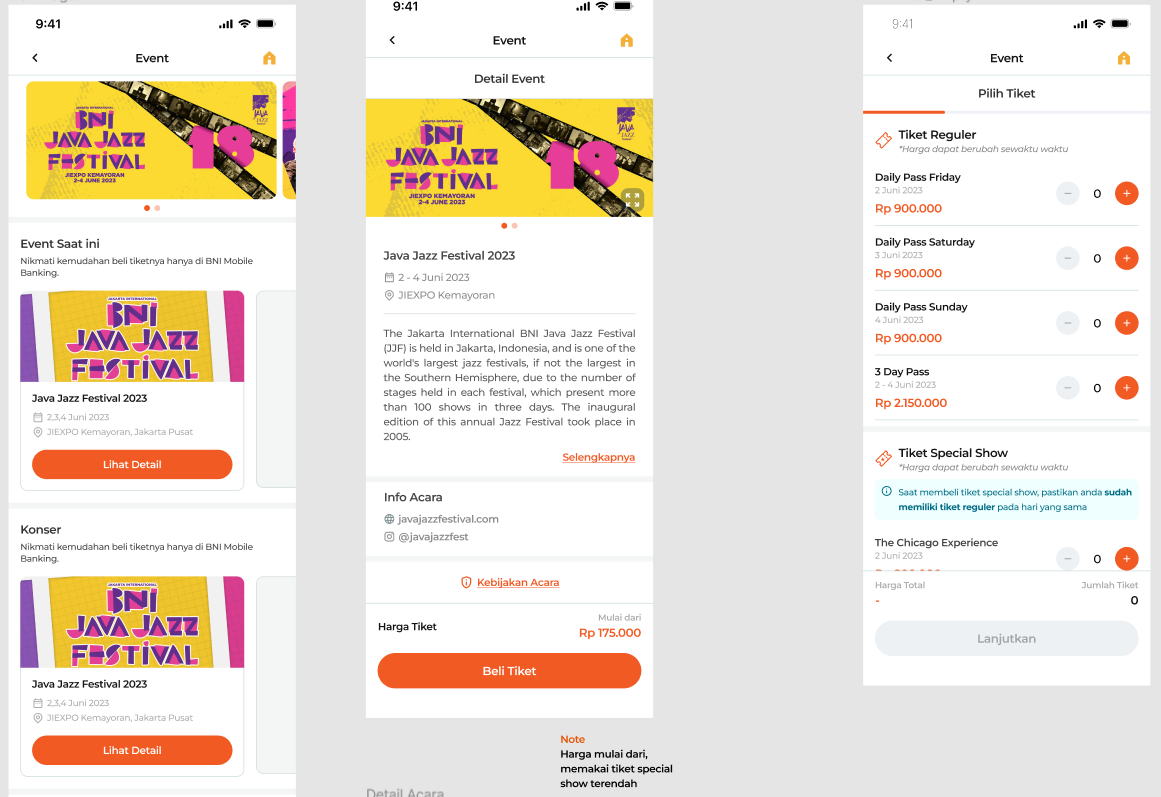 9:41
Event
JAKARTA INTERNATIONAL
BNI
JAVA JAZZ
FESTIVAL
JIEXPO KEMAYORAN
2-4 JUNE 2023
18
JAVA
JAZZ
Event Saat ini
Nikmati kemudahan beli tiketnya hanya di BNI Mobile
Banking.
JAKARTA INTERNATIONAL
BNI
JAVA JAZZ
FESTIVAL
Java Jazz Festival 2023
2,3,4 Juni 2023
JIEXPO Kemayoran, Jakarta Pusat
Lihat Detail
Konser
Nikmati kemudahan beli tiketnya hanya di BNI Mobile
Banking.
JAKARTA INTERNATIONAL
BNI
JAVA JAZZ
FESTIVAL
Java Jazz Festival 2023
2,3,4 Juni 2023
JIEXPO Kemayoran, Jakarta Pusat
Lihat Detail
9:41
Event
Detail Event
JAKARTA INTERNATIONAL
BNI
JAVA JAZZ
FESTIVAL
JIEXPO KEMAYORAN
2-4 JUNE 2023
18
JAVA
JAZZ
Java Jazz Festival 2023
2 - 4 Juni 2023
JIEXPO Kemayoran
The Jakarta International BNI Java Jazz Festival
(JJF) is held in Jakarta, Indonesia, and is one of the
world's largest jazz festivals, if not the largest in
the Southern Hemisphere, due to the number of
stages held in each festival, which present more
than 100 shows in three days. The inaugural
edition of this annual Jazz Festival took place in
2005.
Selengkapnya
Info Acara
javajazzfestival.com
@javajazzfest
Kebijakan Acara
Harga Tiket
Mulai dari
Rp 175.000
Beli Tiket
Note
Harga mulai dari,
memakai tiket special
show terendah
Detail Acara
9:41
Event
Pilih Tiket
Tiket Reguler
*Harga dapat berubah sewaktu waktu
Daily Pass Friday
2 Juni 2023
Rp 900.000
− 0 +
Daily Pass Saturday
3 Juni 2023
Rp 900.000
− 0 +
Daily Pass Sunday
4 Juni 2023
Rp 900.000
− 0 +
3 Day Pass
2 - 4 Juni 2023
Rp 2.150.000
− 0 +
Tiket Special Show
*Harga dapat berubah sewaktu waktu
Saat membeli tiket special show, pastikan anda sudah
memiliki tiket reguler pada hari yang sama
The Chicago Experience
2 Juni 2023
− 0 +
Harga Total
-
Jumlah Tiket
0
Lanjutkan